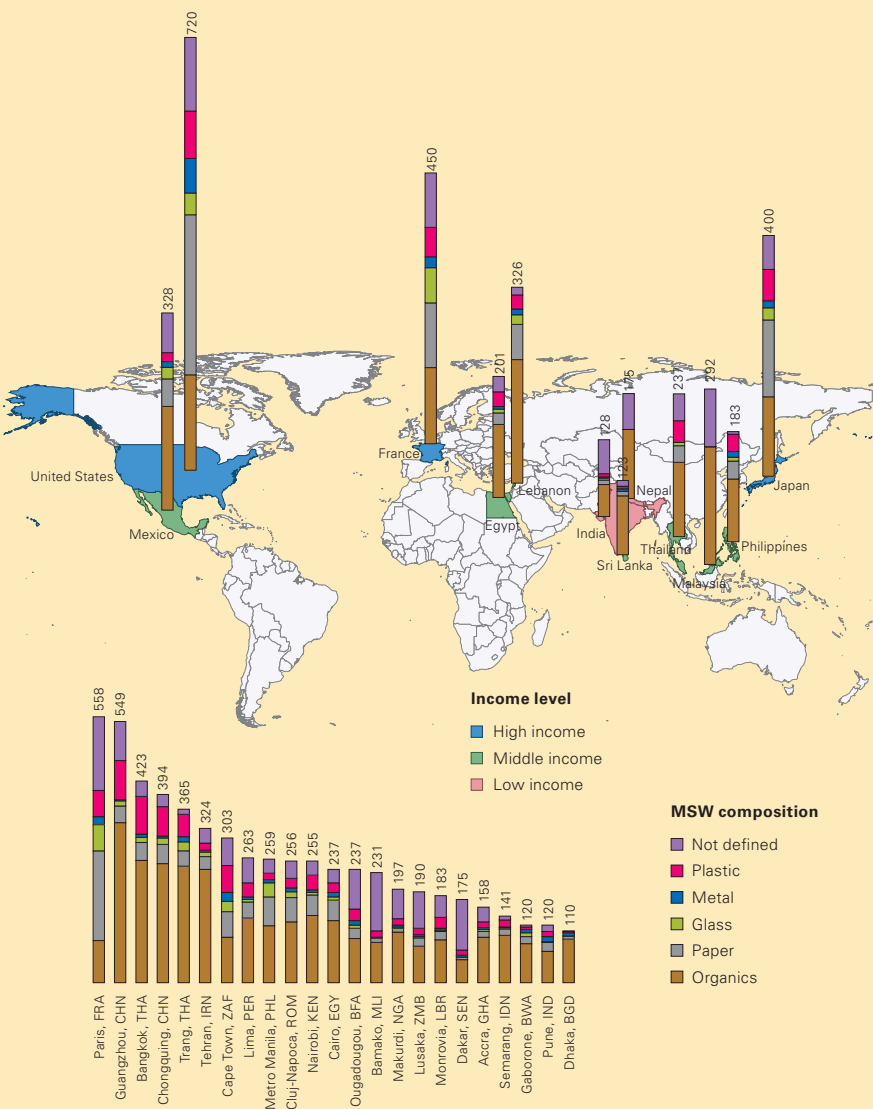 720
450
400
328
326
201
175
237
292
128
123
183
United States
Mexico
France
Lebanon
Egypt
Nepal
India
Sri Lanka
Thailand
Malaysia
Philippines
Japan
Income level
High income
Middle income
Low income
MSW composition
Not defined
Plastic
Metal
Glass
Paper
Organics
558
549
423
394
365
324
303
263
259
256
255
237
237
231
197
190
183
175
158
141
120
120
110
Paris, FRA
Guangzhou, CHN
Bangkok, THA
Chongquing, CHN
Trang, THA
Tehran, IRN
Cape Town, ZAF
Lima, PER
Metro Manila, PHL
Cluj-Napoca, ROM
Nairobi, KEN
Cairo, EGY
Ougadougou, BFA
Bamako, MLI
Makurdi, NGA
Lusaka, ZMB
Monrovia, LBR
Dakar, SEN
Accra, GHA
Semarang, IDN
Gaborone, BWA
Pune, IND
Dhaka, BGD